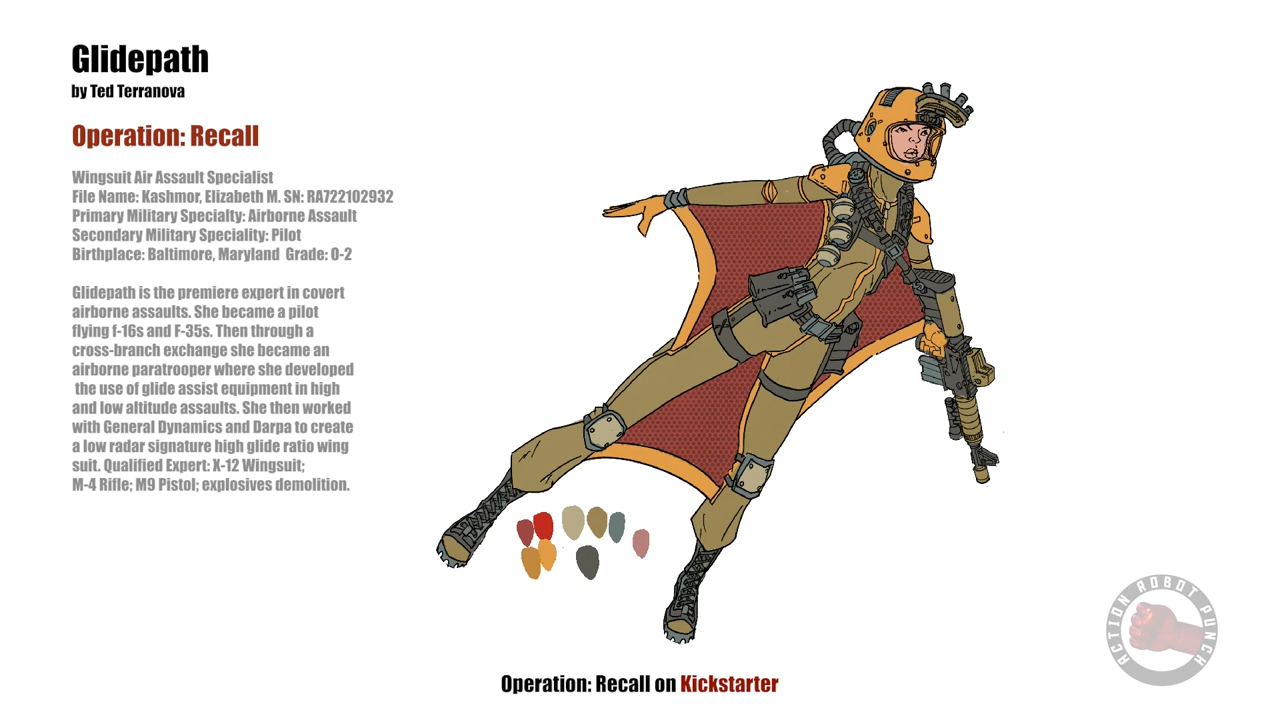 Glidepath
by Ted Terranova
Operation: Recall
Wingsuit Air Assault Specialist
File Name: Kashmor, Elizabeth M. SN: RA722102932
Primary Military Specialty: Airborne Assault
Secondary Military Speciality: Pilot
Birthplace: Baltimore, Maryland Grade: O-2
Glidepath is the premiere expert in covert
airborne assaults. She became a pilot
flying f-16s and F-35s. Then through a
cross-branch exchange she became an
airborne paratrooper where she developed
the use of glide assist equipment in high
and low altitude assaults. She then worked
with General Dynamics and Darpa to create
a low radar signature high glide ratio wing
suit. Qualified Expert: X-12 Wingsuit;
M-4 Rifle; M9 Pistol; explosives demolition.
ACTION ROBOT PUNCH
Operation: Recall on Kickstarter